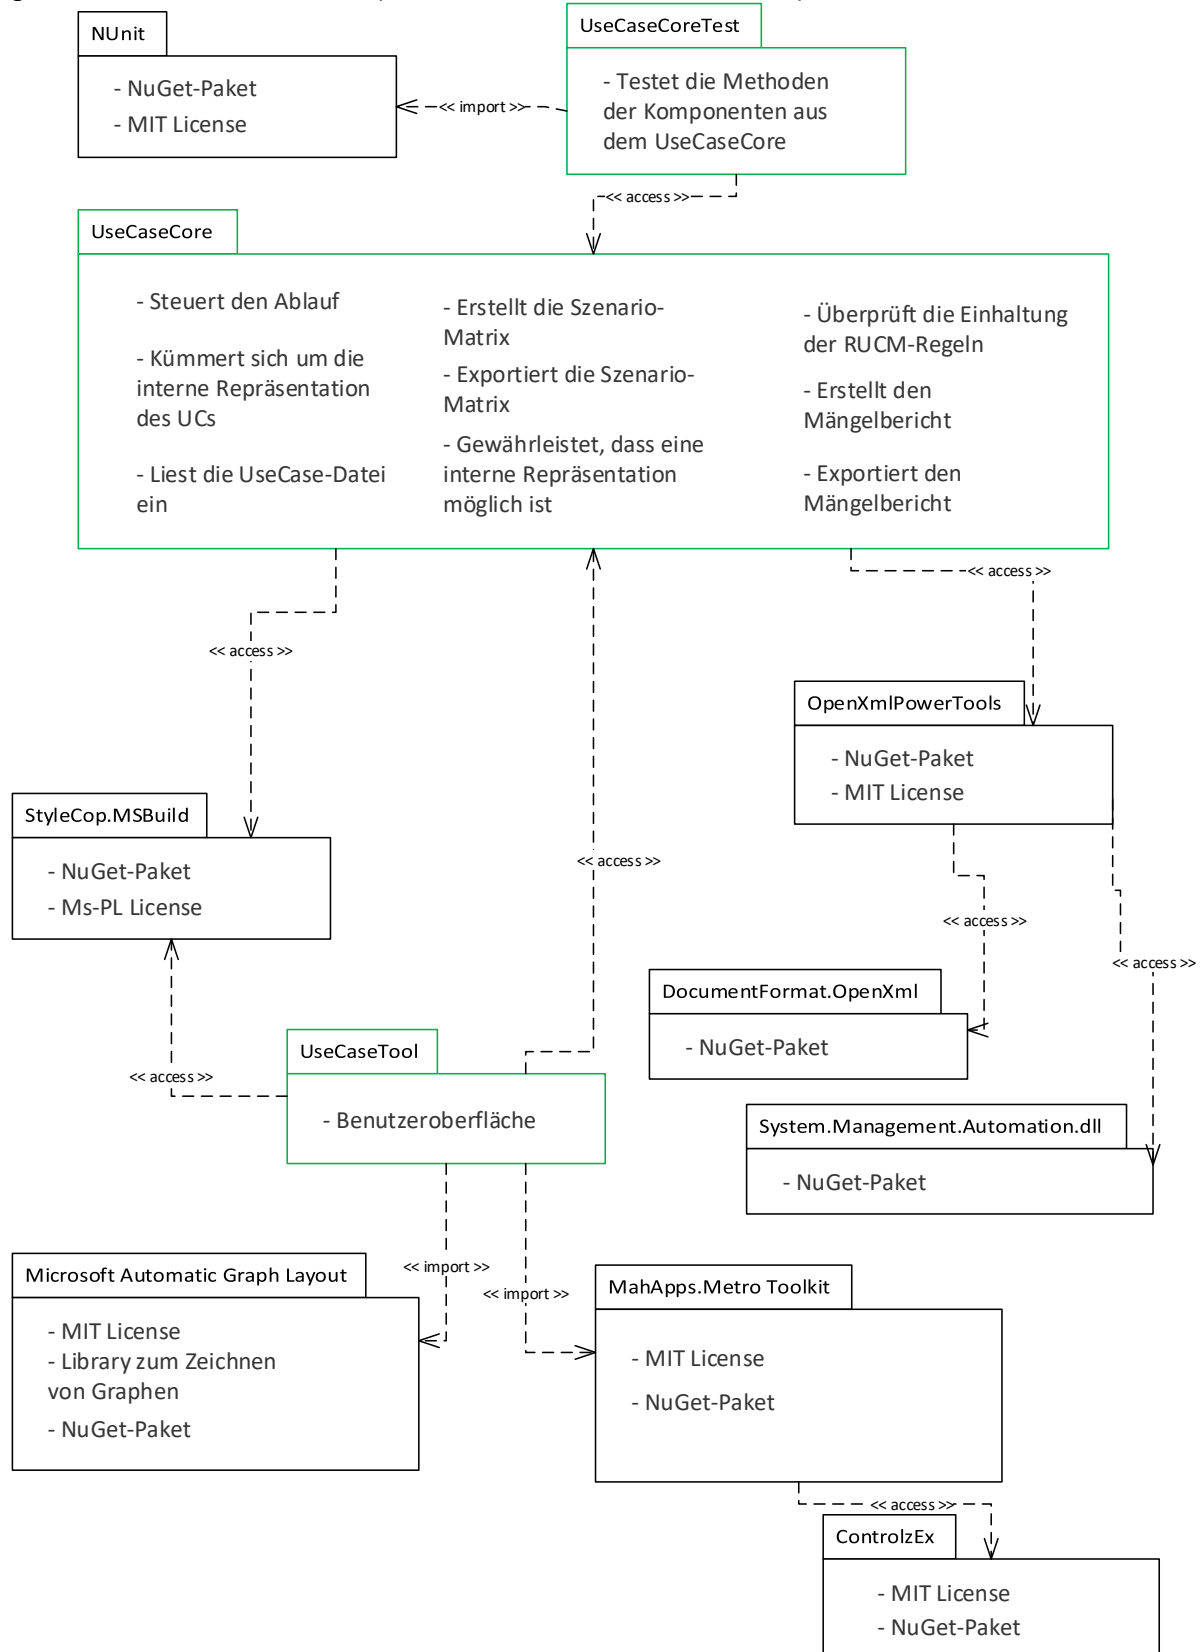 NUnit
- NuGet-Paket
- MIT License
<< import >>
UseCaseCoreTest
- Testet die Methoden
der Komponenten aus
dem UseCaseCore
<< access >>
UseCaseCore
- Steuert den Ablauf
- Kümmert sich um die
interne Repräsentation
des UCs
- Liest die UseCase-Datei
ein
- Erstellt die Szenario-
Matrix
- Exportiert die Szenario-
Matrix
- Gewährleistet, dass eine
interne Repräsentation
möglich ist
- Überprüft die Einhaltung
der RUCM-Regeln
- Erstellt den
Mängelbericht
- Exportiert den
Mängelbericht
<< access >>
<< access >>
OpenXmlPowerTools
- NuGet-Paket
- MIT License
StyleCop.MSBuild
- NuGet-Paket
- Ms-PL License
<< access >>
<< access >>
<< access >>
DocumentFormat.OpenXml
- NuGet-Paket
UseCaseTool
- Benutzeroberfläche
<< access >>
System.Management.Automation.dll
- NuGet-Paket
<< import >>
<< import >>
Microsoft Automatic Graph Layout
- MIT License
- Library zum Zeichnen
von Graphen
- NuGet-Paket
MahApps.Metro Toolkit
- MIT License
- NuGet-Paket
<< access >>
ControlzEx
- MIT License
- NuGet-Paket